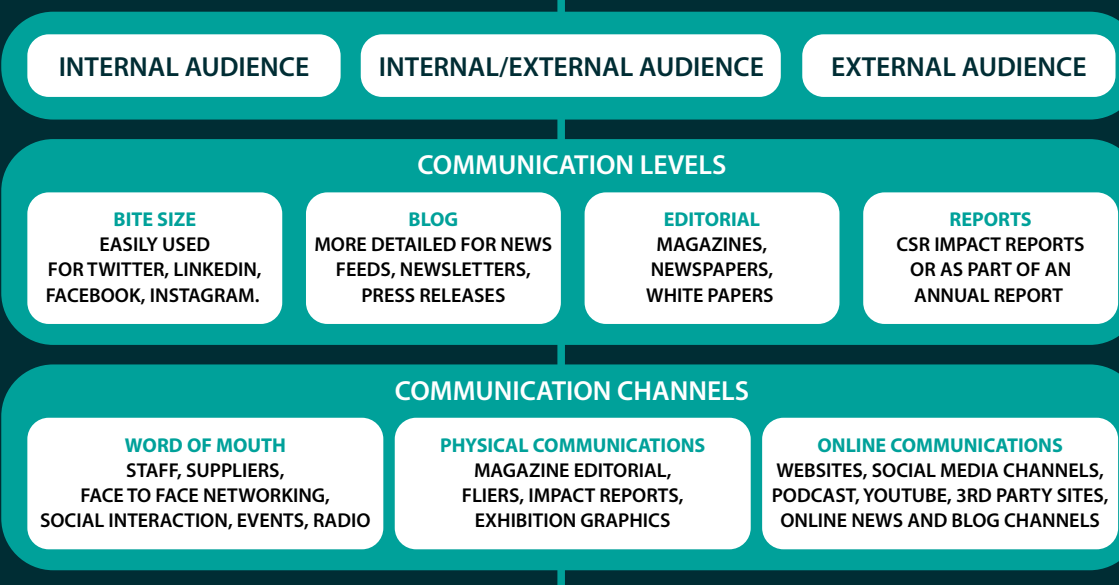 INTERNAL AUDIENCE
INTERNAL/EXTERNAL AUDIENCE
EXTERNAL AUDIENCE
COMMUNICATION LEVELS
BITE SIZE
EASILY USED
FOR TWITTER, LINKEDIN,
FACEBOOK, INSTAGRAM.
BLOG
MORE DETAILED FOR NEWS
FEEDS, NEWSLETTERS,
PRESS RELEASES
EDITORIAL
MAGAZINES,
NEWSPAPERS,
WHITE PAPERS
REPORTS
CSR IMPACT REPORTS
OR AS PART OF AN
ANNUAL REPORT
COMMUNICATION CHANNELS
WORD OF MOUTH
STAFF, SUPPLIERS,
FACE TO FACE NETWORKING,
SOCIAL INTERACTION, EVENTS, RADIO
PHYSICAL COMMUNICATIONS
MAGAZINE EDITORIAL,
FLIERS, IMPACT REPORTS,
EXHIBITION GRAPHICS
ONLINE COMMUNICATIONS
WEBSITES, SOCIAL MEDIA CHANNELS,
PODCAST, YOUTUBE, 3RD PARTY SITES,
ONLINE NEWS AND BLOG CHANNELS